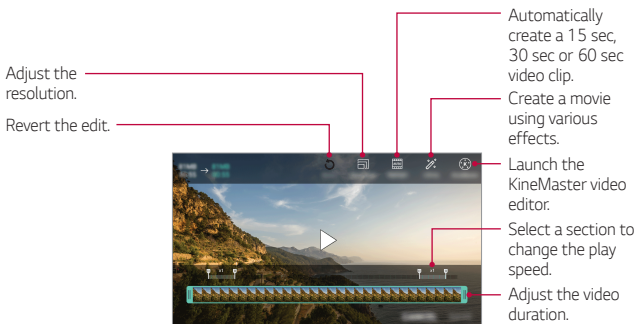 Automatically
create a 15 sec,
30 sec or 60 sec
video clip.
Adjust the
resolution.
Create a movie
using various
effects.
Revert the edit.
Launch the
KineMaster video
editor.
Select a section to
change the play
speed.
x1
x1
Adjust the video
duration.